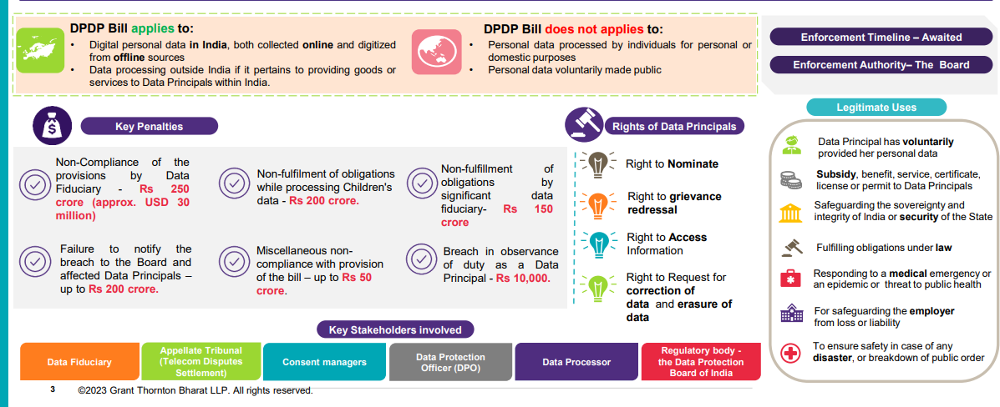 DPDP Bill applies to:
• Digital personal data in India, both collected online and digitized
from offline sources
• Data processing outside India if it pertains to providing goods or
services to Data Principals within India.
DPDP Bill does not applies to:
• Personal data processed by individuals for personal or
domestic purposes
• Personal data voluntarily made public
Enforcement Timeline – Awaited
Enforcement Authority– The Board
Key Penalties
Non-Compliance of the
provisions by Data
Fiduciary - Rs 250
crore (approx. USD 30
million)
Non-fulfilment of obligations
while processing Children's
data - Rs 200 crore.
Non-fulfillment of
obligations by
significant data
fiduciary- Rs 150
crore
Failure to notify the
breach to the Board and
affected Data Principals –
up to Rs 200 crore.
Miscellaneous non-
compliance with provision
of the bill – up to Rs 50
crore.
Breach in observance
of duty as a Data
Principal - Rs 10,000.
Rights of Data Principals
Right to Nominate
Right to grievance
redressal
Right to Access
Information
Right to Request for
correction of
data and erasure of
data
Legitimate Uses
Data Principal has voluntarily
provided her personal data
Subsidy, benefit, service, certificate,
license or permit to Data Principals
Safeguarding the sovereignty and
integrity of India or security of the State
Fulfilling obligations under law
Responding to a medical emergency or
an epidemic or threat to public health
For safeguarding the employer
from loss or liability
To ensure safety in case of any
disaster, or breakdown of public order
Key Stakeholders involved
Data Fiduciary
Appellate Tribunal
(Telecom Disputes
Settlement)
Consent managers
Data Protection
Officer (DPO)
Data Processor
Regulatory body -
the Data Protection
Board of India
3 ©2023 Grant Thornton Bharat LLP. All rights reserved.